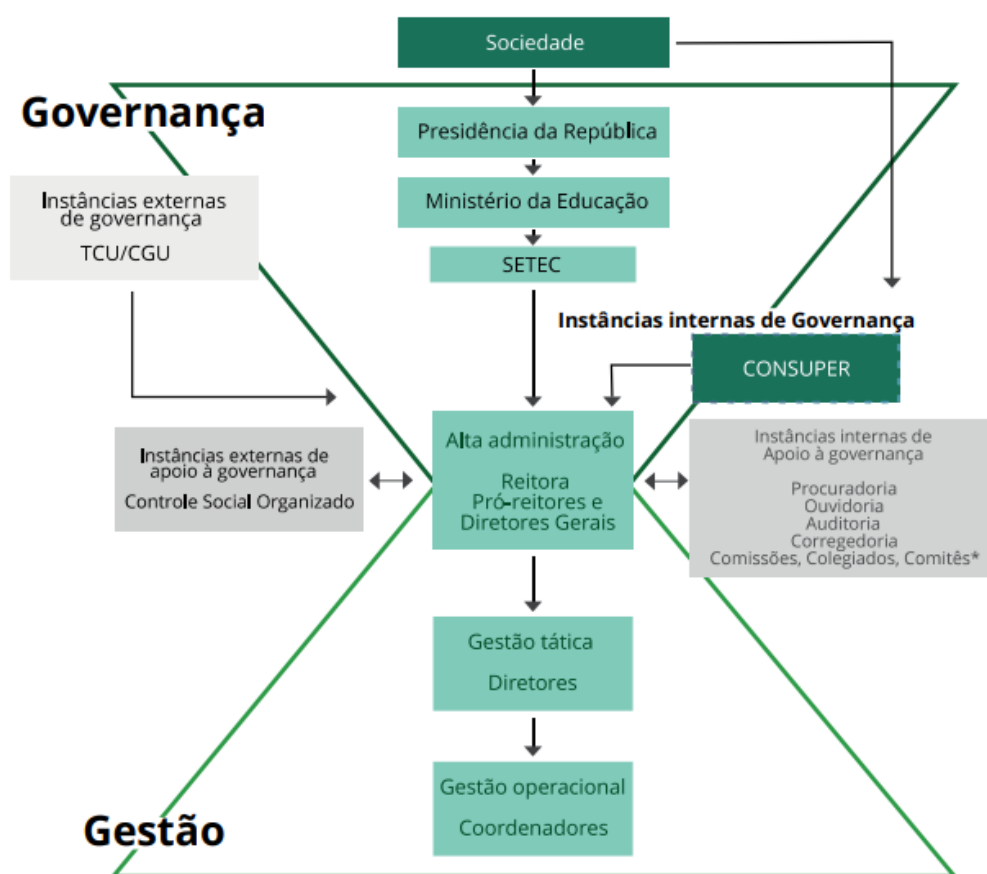 Sociedade
Governança
Presidência da República
Instâncias externas
de governança
TCU/CGU
Ministério da Educação
SETEC
Instâncias internas de Governança
CONSUPER
Alta administração
Reitora
Pró-reitores e
Diretores Gerais
Instâncias externas de
apoio à governança
Controle Social Organizado
Instâncias internas de
Apoio à governança
Procuradoria
Ouvidoria
Auditoria
Corregedoria
Comissões, Colegiados, Comitês*
Gestão tática
Diretores
Gestão operacional
Coordenadores
Gestão